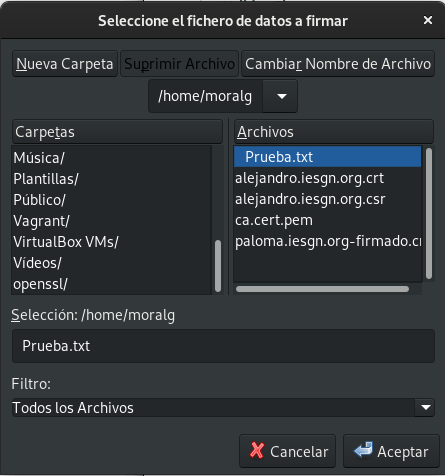 Seleccione el fichero de datos a firmar
Nueva Carpeta Suprimir Archivo Cambiar Nombre de Archivo
/home/moralg
Carpetas
Música/
Plantillas/
Público/
Vagrant/
VirtualBox VMs/
Vídeos/
openssl/
Archivos
Prueba.txt
alejandro.iesgn.org.crt
alejandro.iesgn.org.csr
ca.cert.pem
paloma.iesgn.org-firmado.c
Selección: /home/moralg
Prueba.txt
Filtro:
Todos los Archivos
Cancelar Aceptar